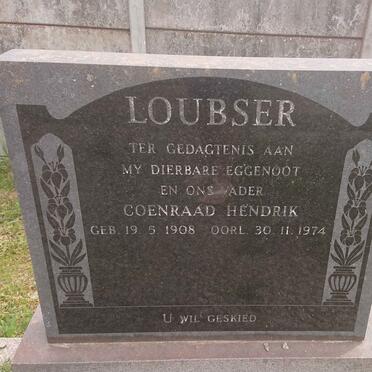 LOUBSER
TER GEDAGTENIS AAN
MY DIERBARE EGGENOOT
EN ONS VADER
COENRAAD HENDRIK
GEB. 19. 5. 1908 OORL. 30. 11. 1974
U WIL GESKIED